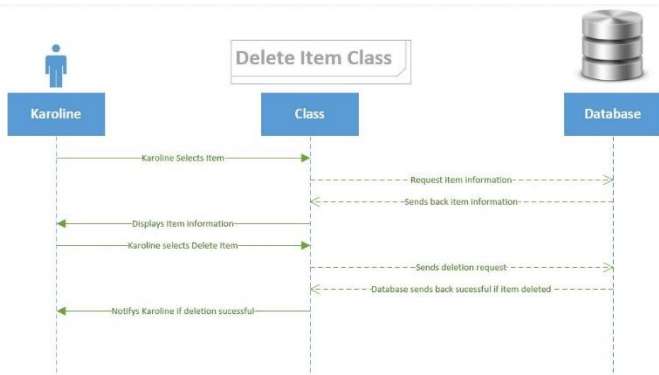 Delete Item Class
Karoline
Class
Database
Karoline Selects Item
Request Item Information
Sends back item information
Displays Item Information
Karoline selects Delete Item
Sends deletion request
Database sends back sucessful if item deleted
Notifys Karoline if deletion sucessful